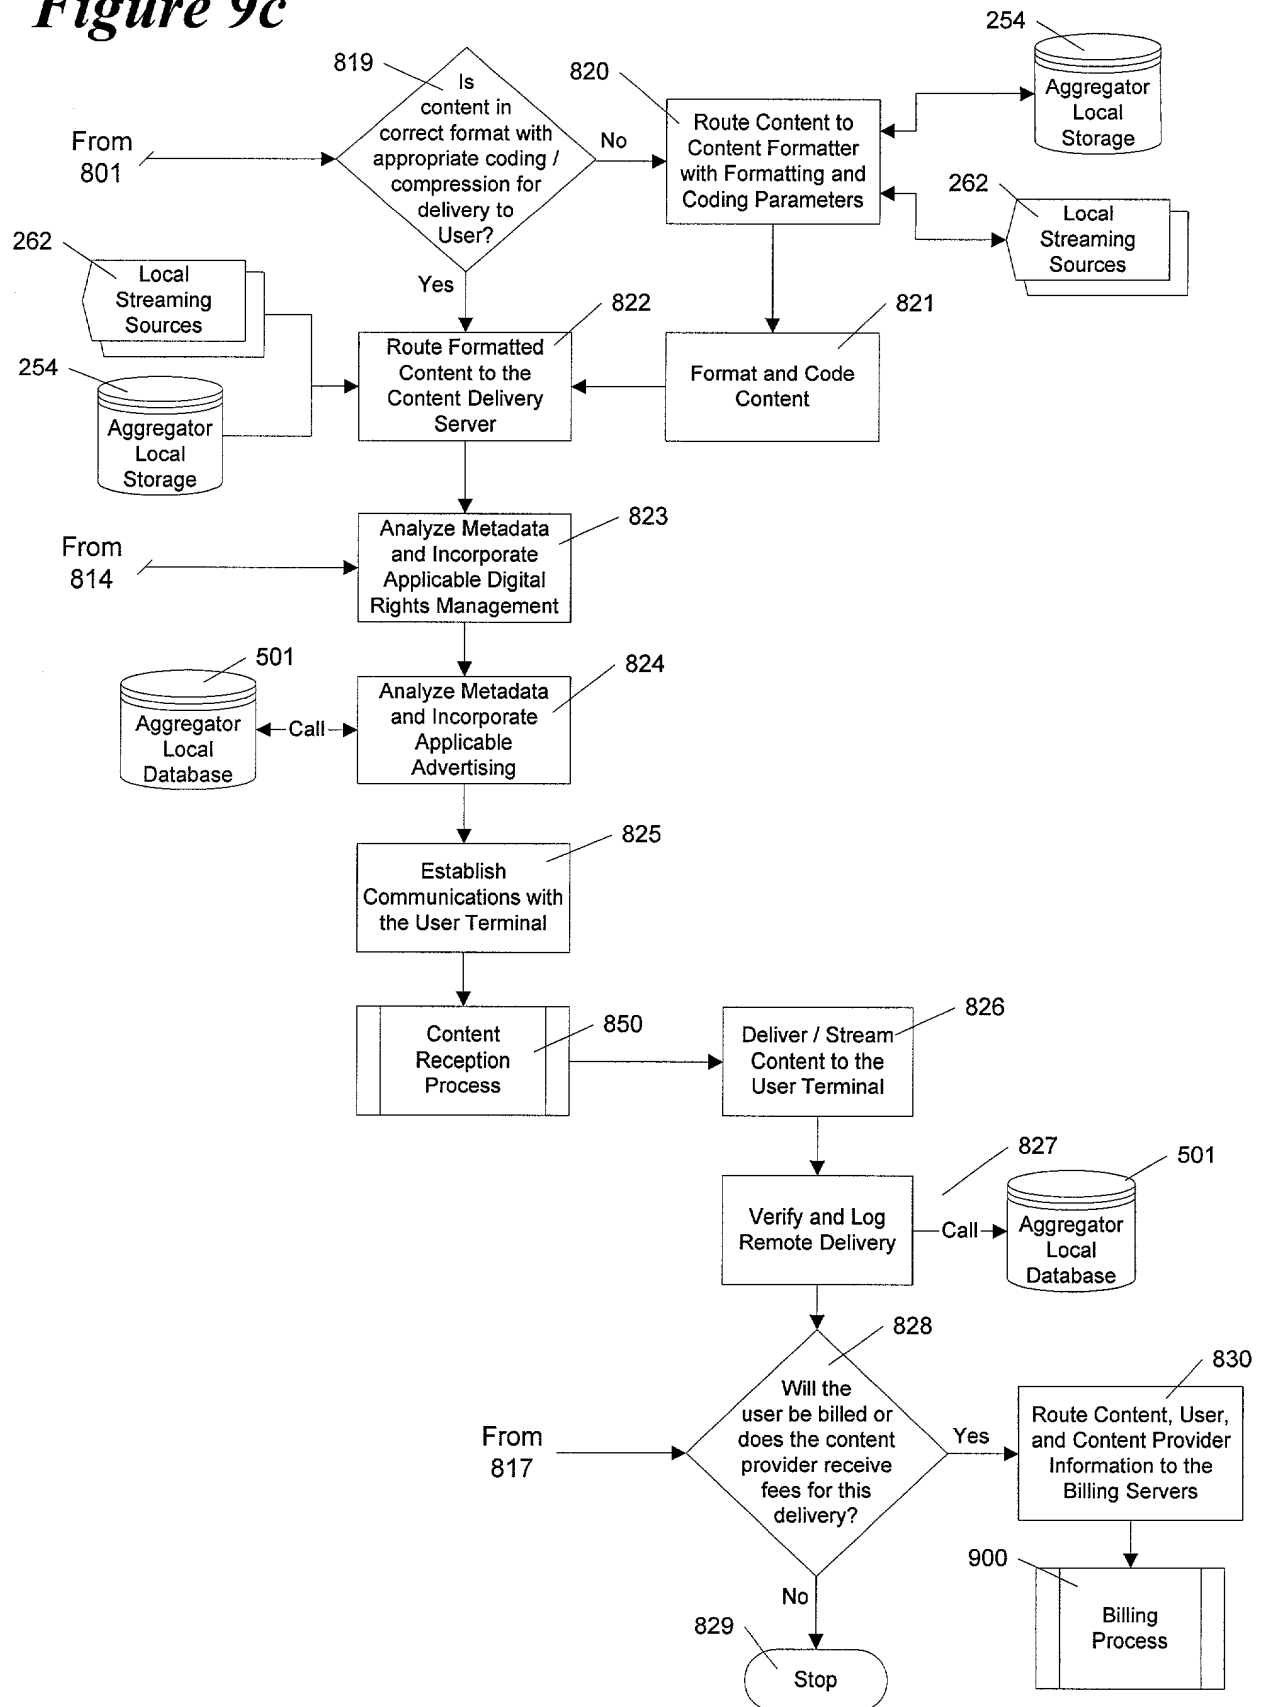 Figure 9c
819
Is
content in
correct format with
appropriate coding /
compression for
delivery to
User?
From
801
No
Yes
820
Route Content to
Content Formatter
with Formatting and
Coding Parameters
254
Aggregator
Local
Storage
262
Local
Streaming
Sources
262
Local
Streaming
Sources
254
Aggregator
Local
Storage
822
Route Formatted
Content to the
Content Delivery
Server
821
Format and Code
Content
From
814
823
Analyze Metadata
and Incorporate
Applicable Digital
Rights Management
501
Aggregator
Local
Database
Call
824
Analyze Metadata
and Incorporate
Applicable
Advertising
825
Establish
Communications with
the User Terminal
850
Content
Reception
Process
826
Deliver / Stream
Content to the
User Terminal
827
Verify and Log
Remote Delivery
Call
501
Aggregator
Local
Database
828
Will the
user be billed or
does the content
provider receive
fees for this
delivery?
From
817
Yes
830
Route Content, User,
and Content Provider
Information to the
Billing Servers
900
Billing
Process
No
829
Stop